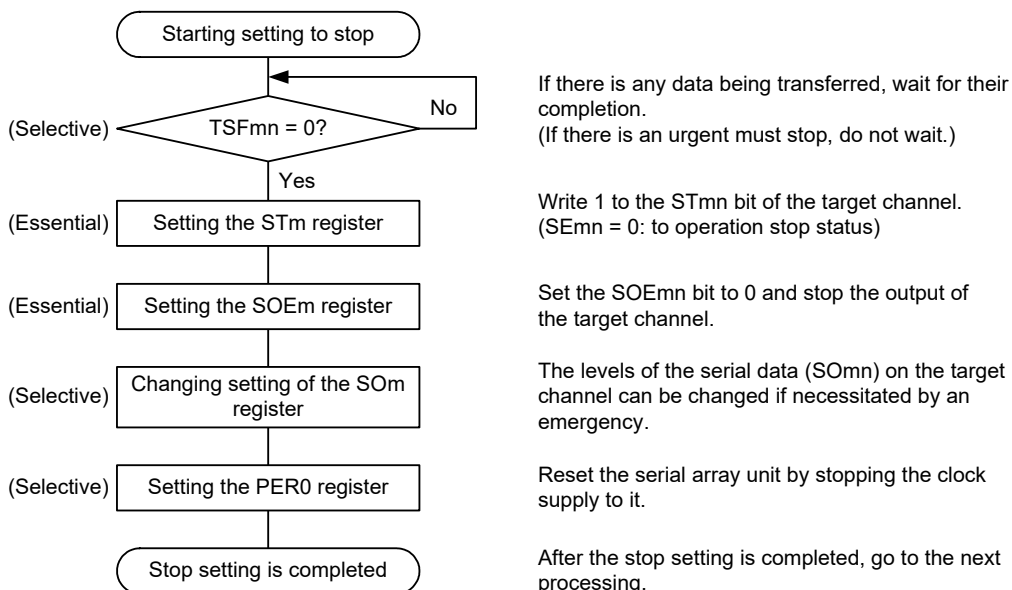 Starting setting to stop
If there is any data being transferred, wait for their
completion.
(If there is an urgent must stop, do not wait.)
(Selective)
TSFmn = 0?
No
Yes
(Essential)
Setting the STm register
Write 1 to the STmn bit of the target channel.
(SEmn = 0: to operation stop status)
(Essential)
Setting the SOEm register
Set the SOEmn bit to 0 and stop the output of
the target channel.
(Selective)
Changing setting of the SOm
register
The levels of the serial data (SOmn) on the target
channel can be changed if necessitated by an
emergency.
(Selective)
Setting the PER0 register
Reset the serial array unit by stopping the clock
supply to it.
Stop setting is completed
After the stop setting is completed, go to the next
processing.